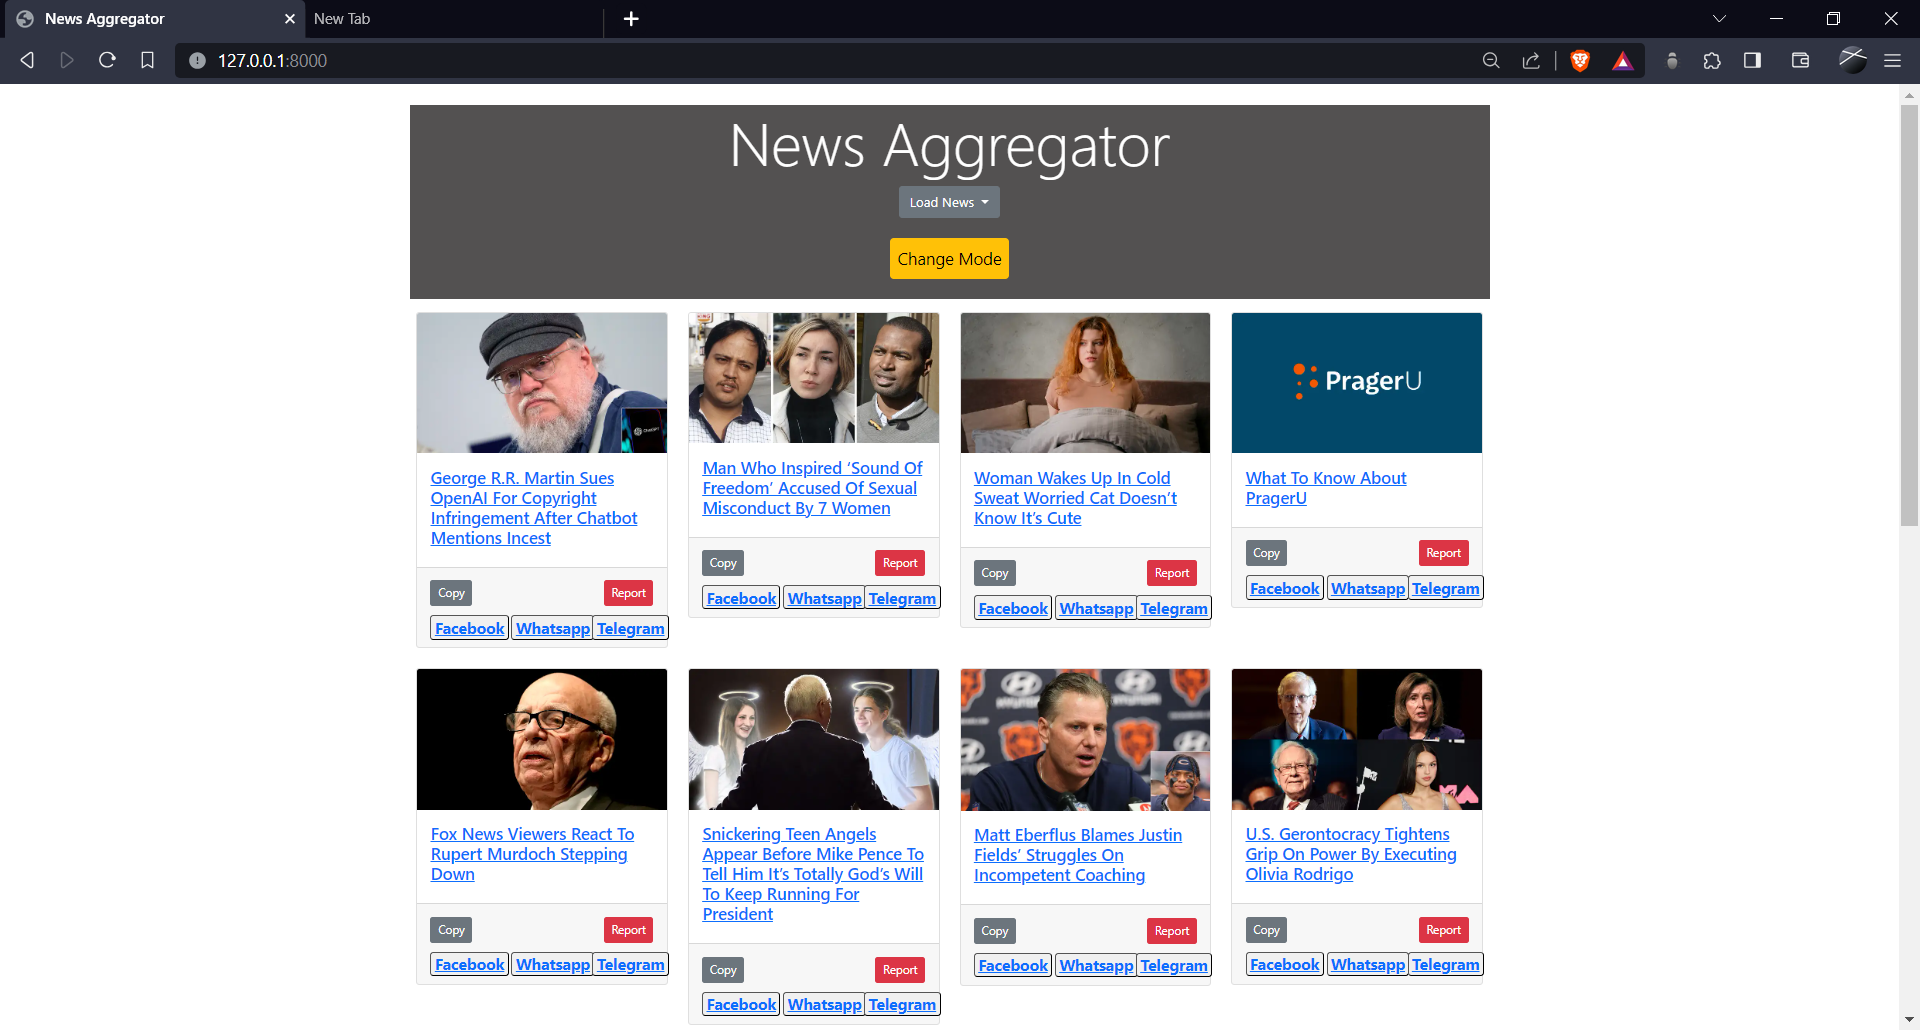 News Aggregator
New Tab
127.0.0.1:8000
News Aggregator
Load News
Change Mode
George R.R. Martin Sues
OpenAI For Copyright
Infringement After Chatbot
Mentions Incest
Copy
Report
Facebook
Whatsapp
Telegram
Man Who Inspired ‘Sound Of
Freedom’ Accused Of Sexual
Misconduct By 7 Women
Copy
Report
Facebook
Whatsapp
Telegram
Woman Wakes Up In Cold
Sweat Worried Cat Doesn’t
Know It’s Cute
Copy
Report
Facebook
Whatsapp
Telegram
PragerU
What To Know About
PragerU
Copy
Report
Facebook
Whatsapp
Telegram
Fox News Viewers React To
Rupert Murdoch Stepping
Down
Copy
Report
Facebook
Whatsapp
Telegram
Snickering Teen Angels
Appear Before Mike Pence To
Tell Him It’s Totally God’s Will
To Keep Running For
President
Copy
Report
Facebook
Whatsapp
Telegram
HYUNDAI
Matt Eberflus Blames Justin
Fields’ Struggles On
Incompetent Coaching
Copy
Report
Facebook
Whatsapp
Telegram
U.S. Gerontocracy Tightens
Grip On Power By Executing
Olivia Rodrigo
Copy
Report
Facebook
Whatsapp
Telegram